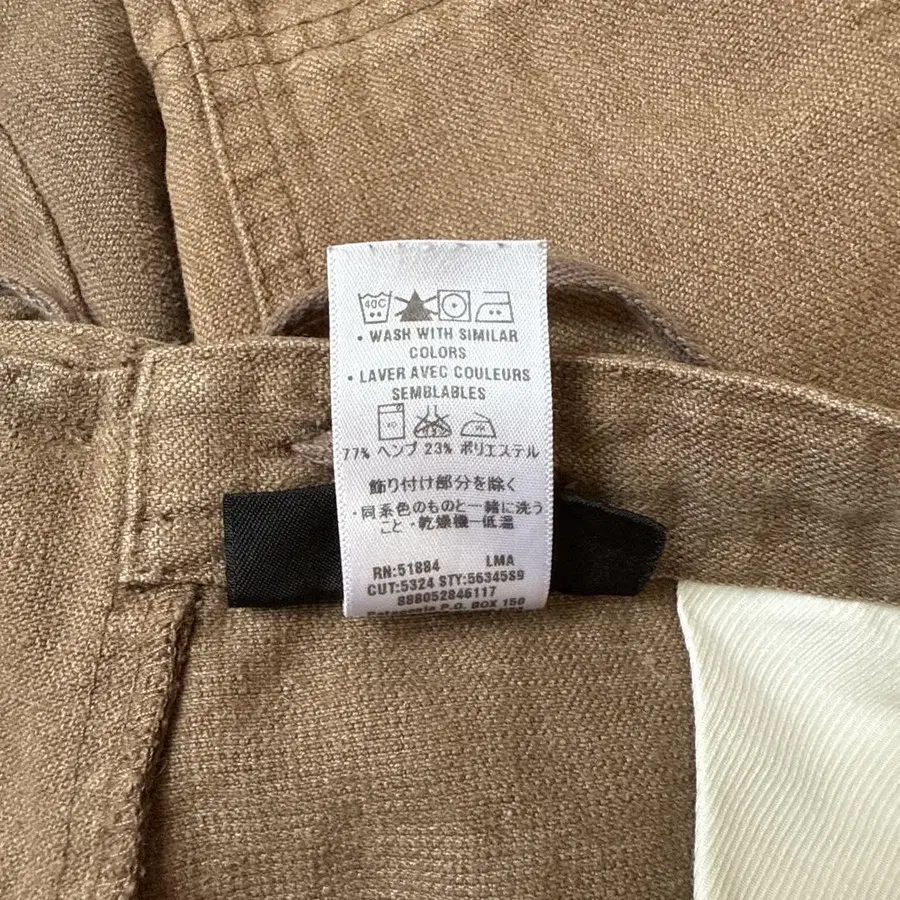 40C
• WASH WITH SIMILAR
COLORS
• LAVER AVEC COULEURS
SEMBLABLES
77% ヘンプ 23% ポリエステル
飾り付け部分を除く
・同系色のものと一緒に洗う
こと・乾燥機一低温
RN:51884 LMA
CUT:5324 STY:56345S9
888052846117
Patagonia P.O. BOX 150